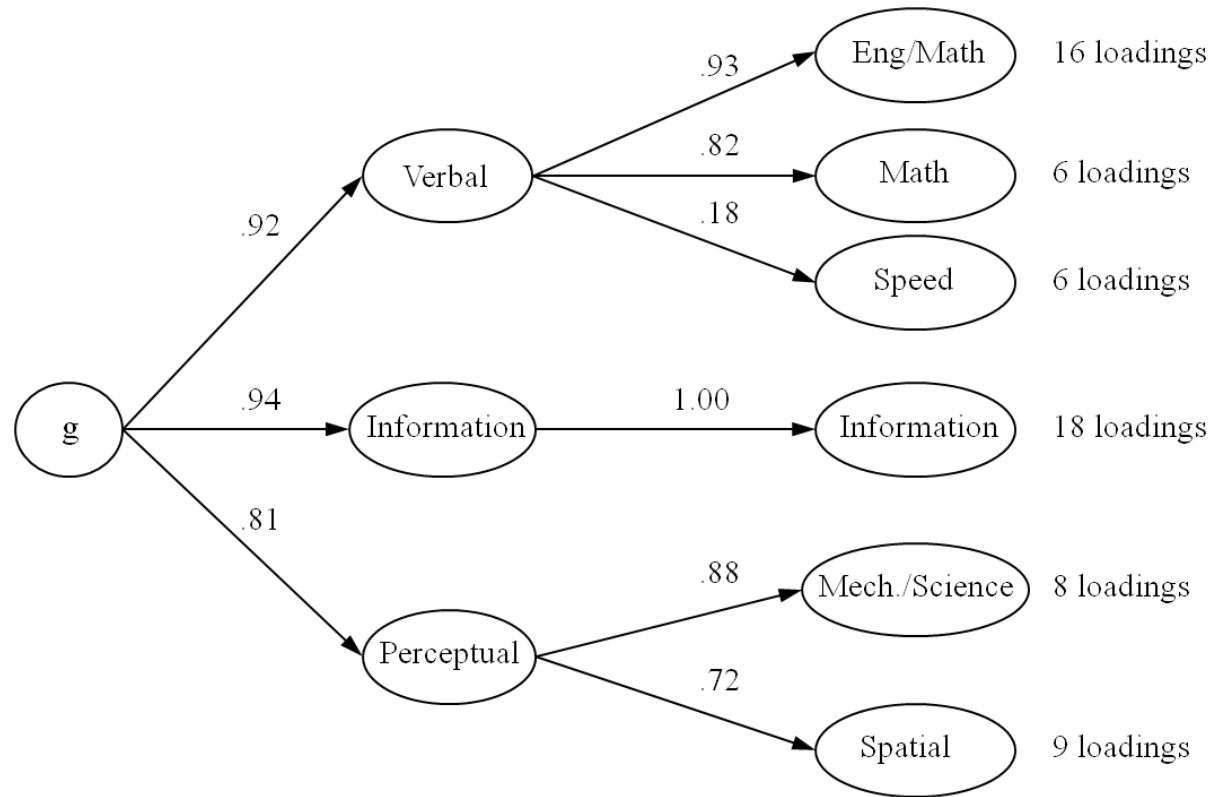 .93
Eng/Math
16 loadings
Verbal
.82
Math
6 loadings
.18
Speed
6 loadings
.92
g
.94
Information
1.00
Information
18 loadings
.81
.88
Mech./Science
8 loadings
Perceptual
.72
Spatial
9 loadings